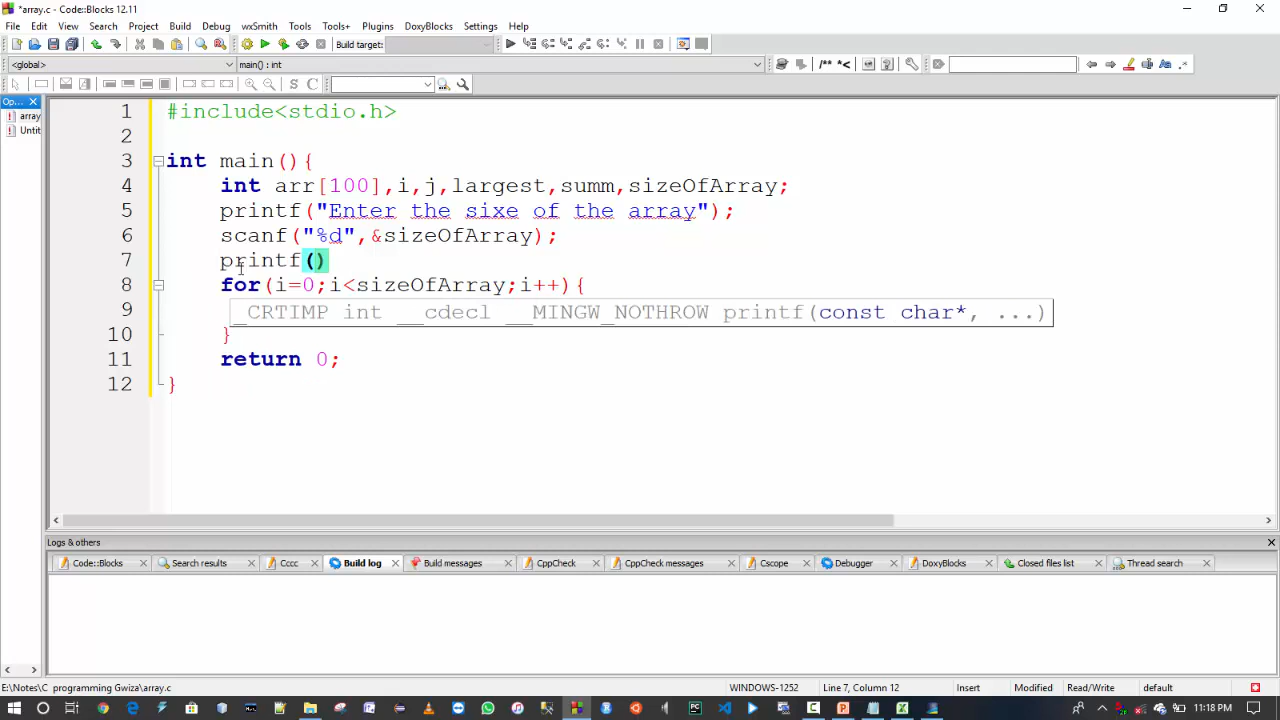 *array.c - Code::Blocks 12.11
File Edit View Search Project Build Debug wxSmith Tools Tools+ Plugins DoxyBlocks Settings Help
Build target:
<global> main() : int /** *<
S C
Op...
array
Untit
1 #include<stdio.h>
2
3 int main(){
4 int arr[100],i,j,largest,summ,sizeOfArray;
5 printf("Enter the sixe of the array");
6 scanf("%d",&sizeOfArray);
7 printf()
8 for(i=0;i<sizeOfArray;i++){
9 _CRTIMP int __cdecl __MINGW_NOTHROW printf(const char*, ...)
10 }
11 return 0;
12 }
Logs & others
Code::Blocks Search results Cccc Build log Build messages CppCheck CppCheck messages Cscope Debugger DoxyBlocks Closed files list Thread search
E:\Notes\C programming Gwiza\array.c WINDOWS-1252 Line 7, Column 12 Insert Modified Read/Write default
11:18 PM